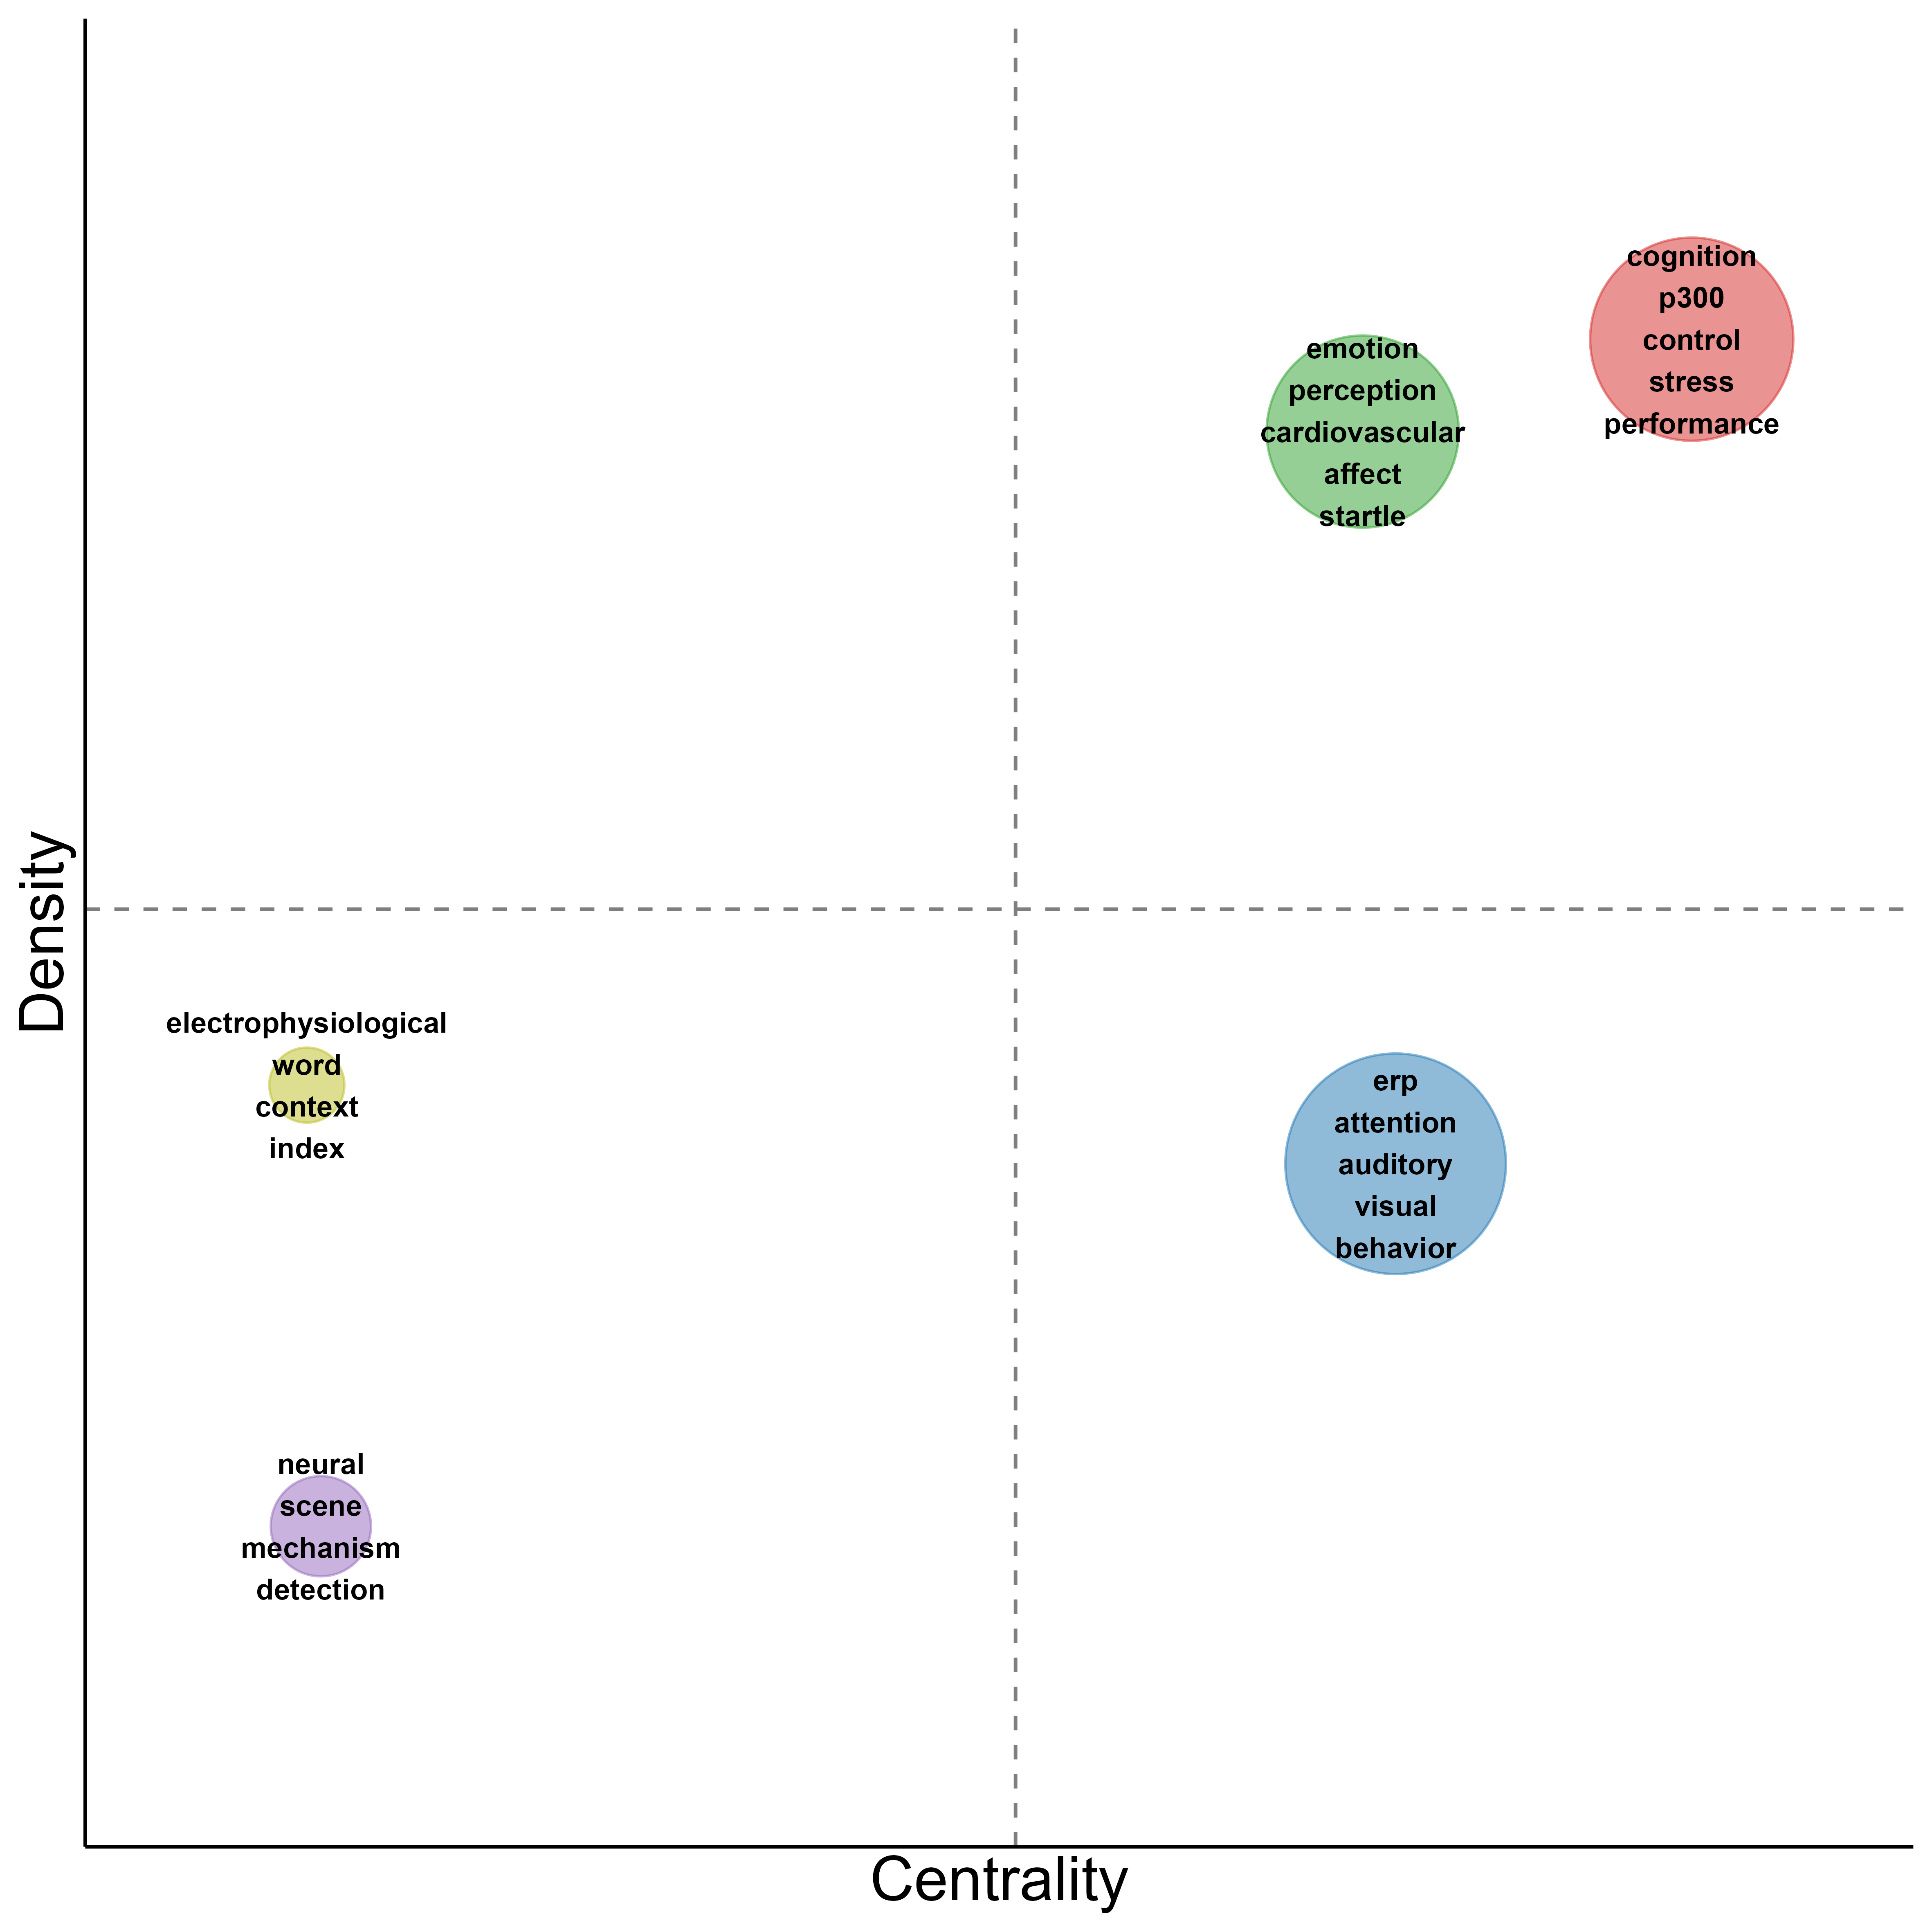 cognition
p300
control
stress
performance
emotion
perception
cardiovascular
affect
startle
Density
electrophysiological
word
context
index
erp
attention
auditory
visual
behavior
neural
scene
mechanism
detection
Centrality